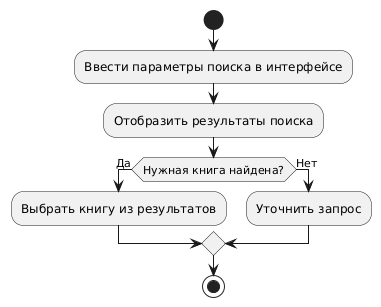 Ввести параметры поиска в интерфейсе
Отобразить результаты поиска
Да
Нужная книга найдена?
Нет
Выбрать книгу из результатов
Уточнить запрос